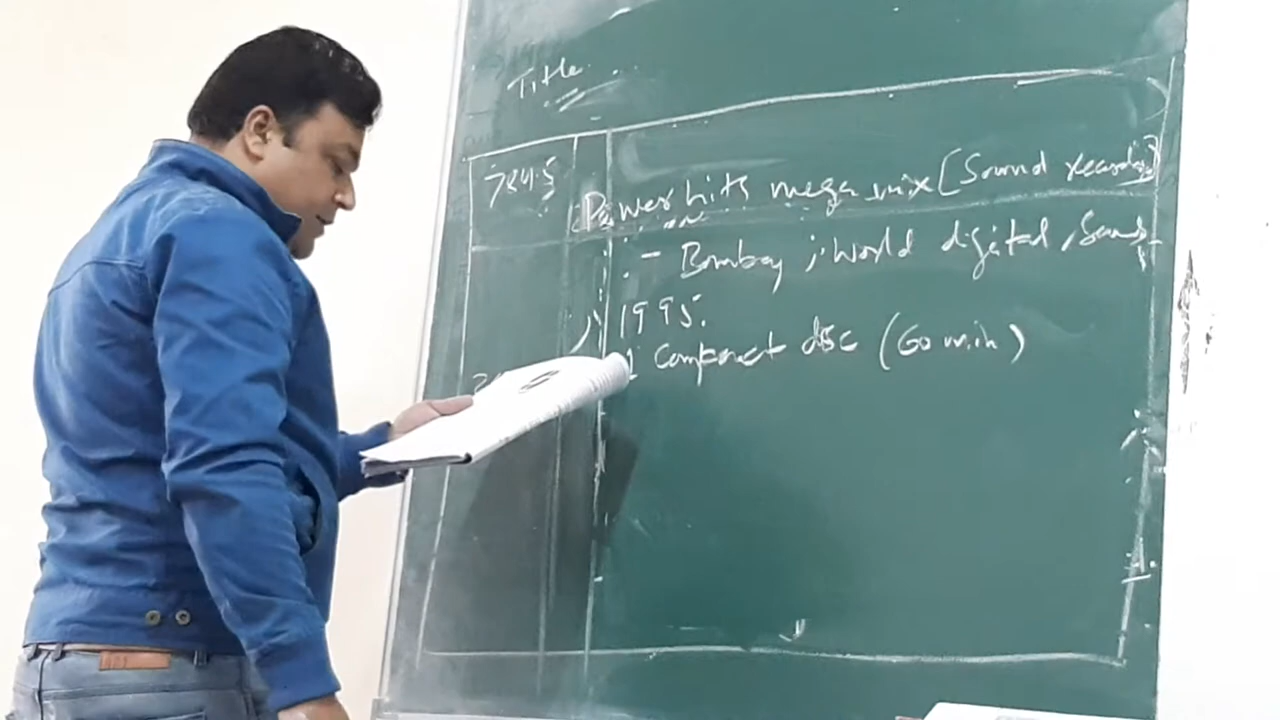 Title
784.5
Power hits mega mix [Sound recording]
. - Bombay ; World digital, Sound
1995.
1 Compact disc (60 min)